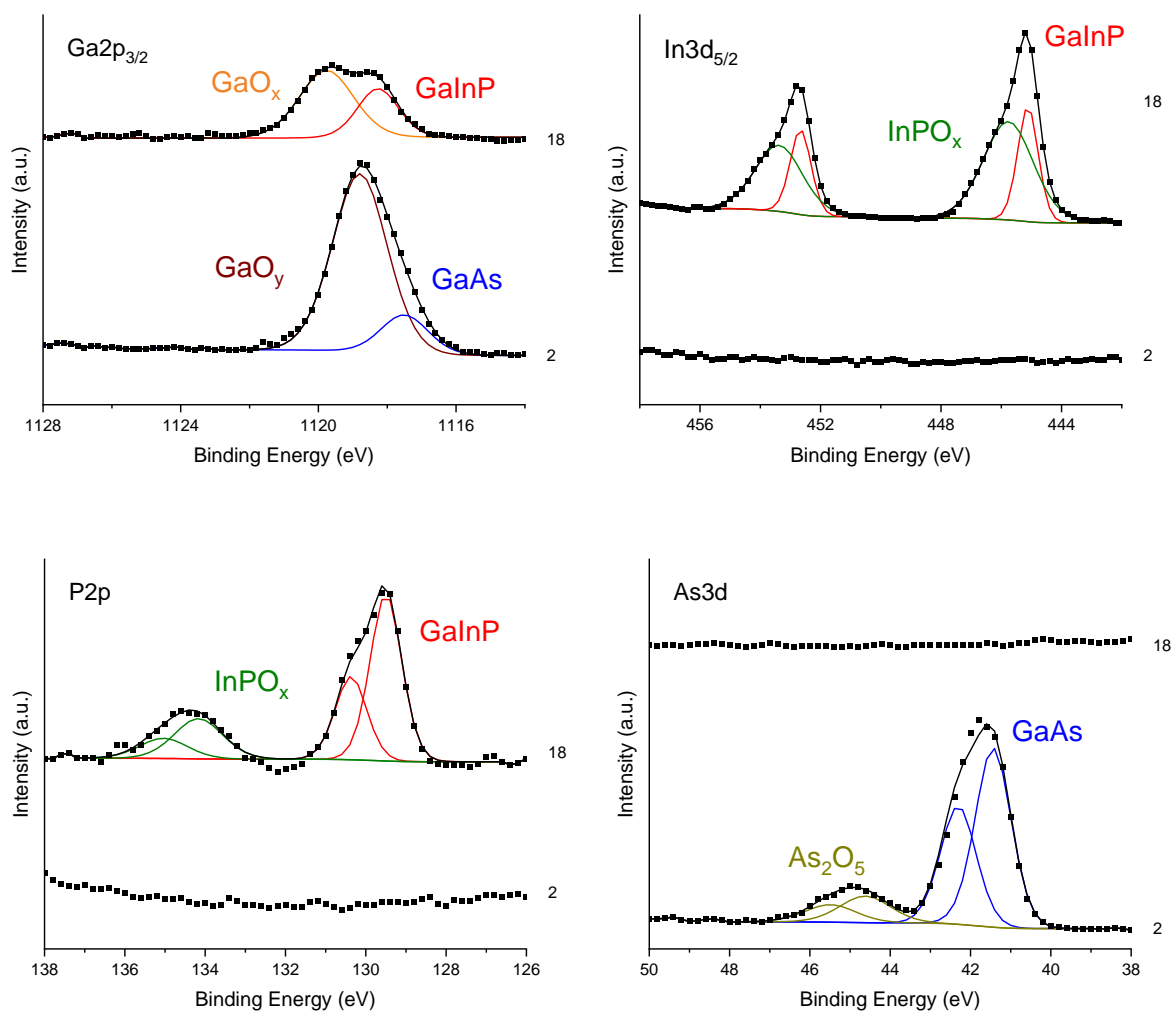 Ga2p3/2
GaOx
GaInP
18
GaOy
GaAs
2
Intensity (a.u.)
1128
1124
1120
1116
Binding Energy (eV)
In3d5/2
GaInP
18
InPOx
2
Intensity (a.u.)
456
452
448
444
Binding Energy (eV)
P2p
GaInP
InPOx
18
2
Intensity (a.u.)
138
136
134
132
130
128
126
Binding Energy (eV)
As3d
18
GaAs
As2O5
2
Intensity (a.u.)
50
48
46
44
42
40
38
Binding Energy (eV)